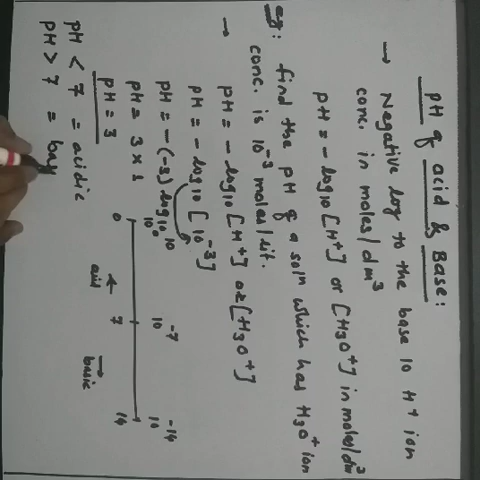 pH of acid & Base:
→ Negative log to the base 10 H+ ion
conc. in moles/dm³
pH = - log10 [H+] or [H3O+] in moles/dm³
eg: find the pH of a solⁿ which has H3O+ ion
conc. is 10⁻³ moles/lit.
→ pH = - log10 [H+] or [H3O+]
pH = - log10 [10⁻³]
pH = -(-3) log10 10
pH = 3 x 1
pH = 3
10⁰ 10⁻⁷ 10⁻¹⁴
0 7 14
acid ← → basic
pH < 7 = acidic
pH > 7 = bas